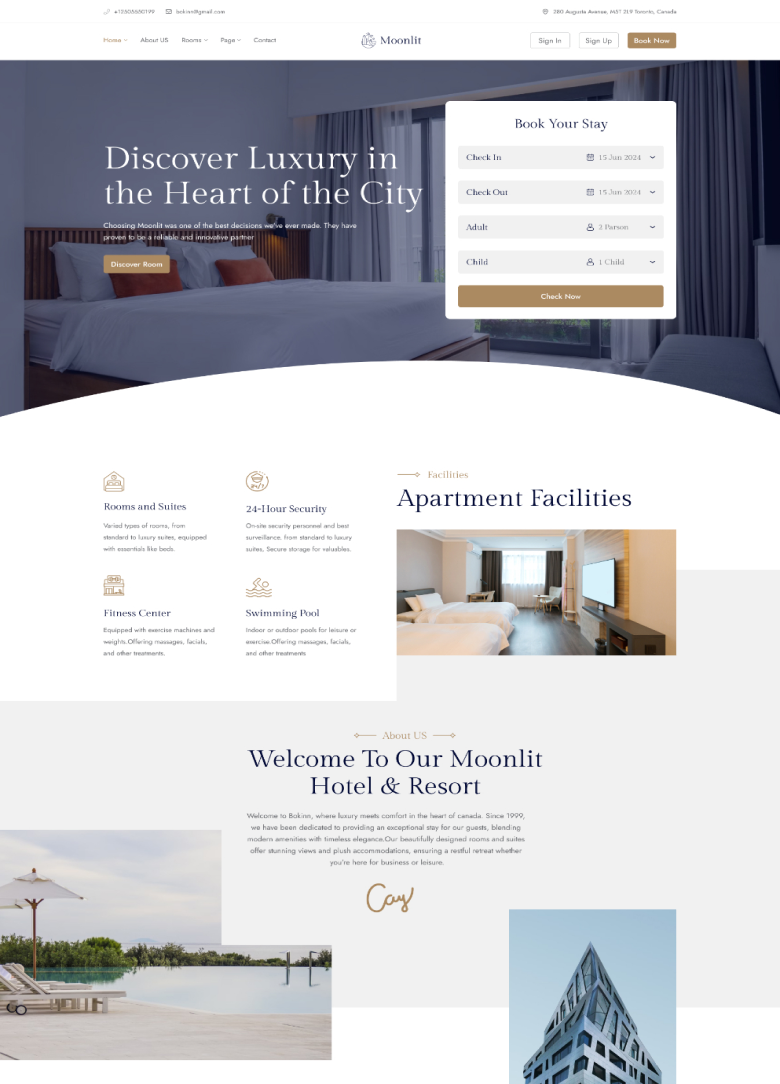 +12505550199
bokinn@gmail.com
280 Augusta Avenue, M5T 2L9 Toronto, Canada
Home
About US
Rooms
Page
Contact
Moonlit
Sign In
Sign Up
Book Now
Discover Luxury in
the Heart of the City
Choosing Moonlit was one of the best decisions we've ever made. They have
proven to be a reliable and innovative partner
Discover Room
Book Your Stay
Check In
15 Jun 2024
Check Out
15 Jun 2024
Adult
Person
Child
1 Child
Check Now
Rooms and Suites
Varied types of rooms, from
standard to luxury suites, equipped
with essentials like beds.
24-Hour Security
On-site security personnel and best
surveillance. from standard to luxury
suites, Secure storage for valuables.
Fitness Center
Equipped with exercise machines and
weights.Offering massages, facials,
and other treatments.
Swimming Pool
Indoor or outdoor pools for leisure or
exercise.Offering massages, facials,
and other treatments
Facilities
Apartment Facilities
About US
Welcome To Our Moonlit
Hotel & Resort
Welcome to Bokinn, where luxury meets comfort in the heart of canada. Since 1999,
we have been dedicated to providing an exceptional stay for our guests, blending
modern amenities with timeless elegance.Our beautifully designed rooms and suites
offer stunning views and plush accommodations, ensuring a restful retreat whether
you're here for business or leisure.
Cay